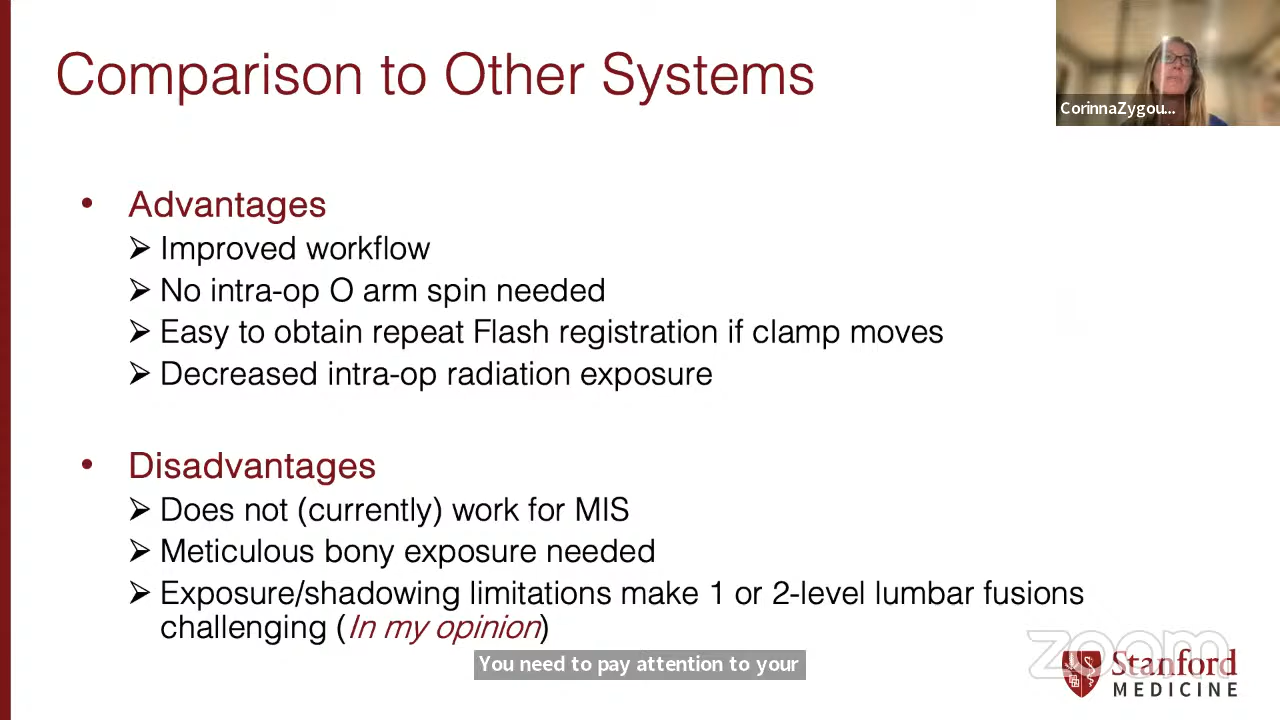 Comparison to Other Systems
CorinnaZygou...
• Advantages
➢ Improved workflow
➢ No intra-op O arm spin needed
➢ Easy to obtain repeat Flash registration if clamp moves
➢ Decreased intra-op radiation exposure
• Disadvantages
➢ Does not (currently) work for MIS
➢ Meticulous bony exposure needed
➢ Exposure/shadowing limitations make 1 or 2-level lumbar fusions
challenging (In my opinion)
You need to pay attention to your
zoom
Stanford
MEDICINE